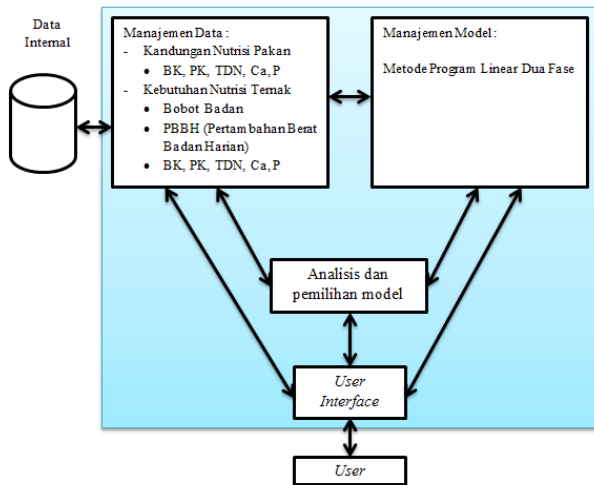 Data
Internal
Manajemen Data :
- Kandungan Nutrisi Pakan
• BK, PK, TDN, Ca, P
- Kebutuhan Nutrisi Ternak
• Bobot Badan
• PBBH (Pertambahan Berat
Badan Harian)
• BK, PK, TDN, Ca, P
Manajemen Model :
Metode Program Linear Dua Fase
Analisis dan
pemilihan model
User
Interface
User